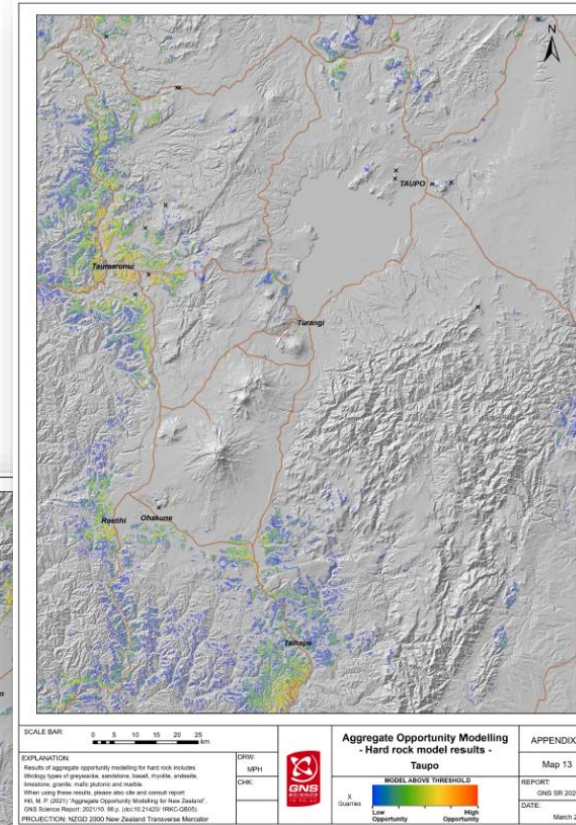 N
TAUPO
Taumarunui
Turangi
Raetihi
Ohakune
Taihape
SCALE BAR:
0 5 10 15 20 25
km
EXPLANATION:
Results of aggregate opportunity modelling for hard rock includes
lithology types of greywacke, sandstone, basalt, rhyolite, andesite,
limestone, granite, mafic plutonic and marble.
When using these results, please also cite and consult report:
Hill, M. P. (2021) "Aggregate Opportunity Modelling for New Zealand".
GNS Science Report; 2021/10. 98 p. (doi:10.21420/
PROJECTION: NZGD 2000 New Zealand Transverse Mercator
DRW:
MPH
CHK:
GNS
SCIENCE
TE PŪ AO
Aggregate Opportunity Modelling
- Hard rock model results -
Taupo
X
Quarries
MODEL ABOVE THRESHOLD
Low
Opportunity
High
Opportunity
APPENDIX
Map 13
REPORT:
GNS SR 202
DATE:
March 2